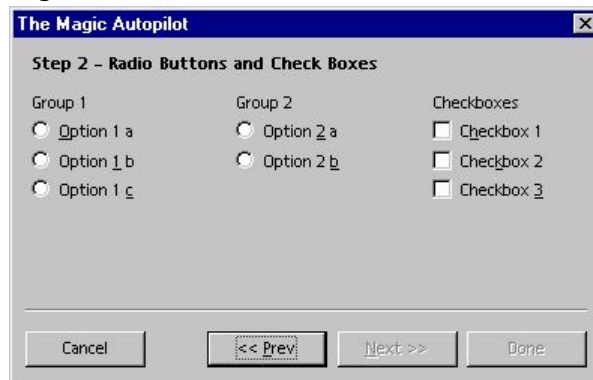 The Magic Autopilot
Step 2 – Radio Buttons and Check Boxes
Group 1 Group 2 Checkboxes
Option 1 a Option 2 a Checkbox 1
Option 1 b Option 2 b Checkbox 2
Option 1 c Checkbox 3
Cancel << Prev Next >> Done